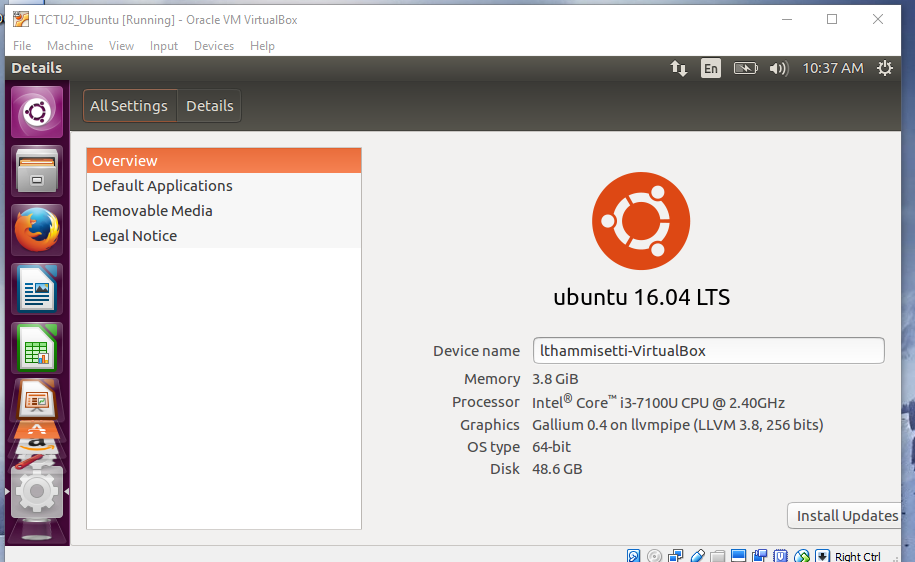 LTCTU2_Ubuntu [Running] - Oracle VM VirtualBox
File Machine View Input Devices Help
Details En 10:37 AM
All Settings Details
Overview
Default Applications
Removable Media
Legal Notice
ubuntu 16.04 LTS
Device name lthammisetti-VirtualBox
Memory 3.8 GiB
Processor Intel® Core™ i3-7100U CPU @ 2.40GHz
Graphics Gallium 0.4 on llvmpipe (LLVM 3.8, 256 bits)
OS type 64-bit
Disk 48.6 GB
Install Updates
Right Ctrl